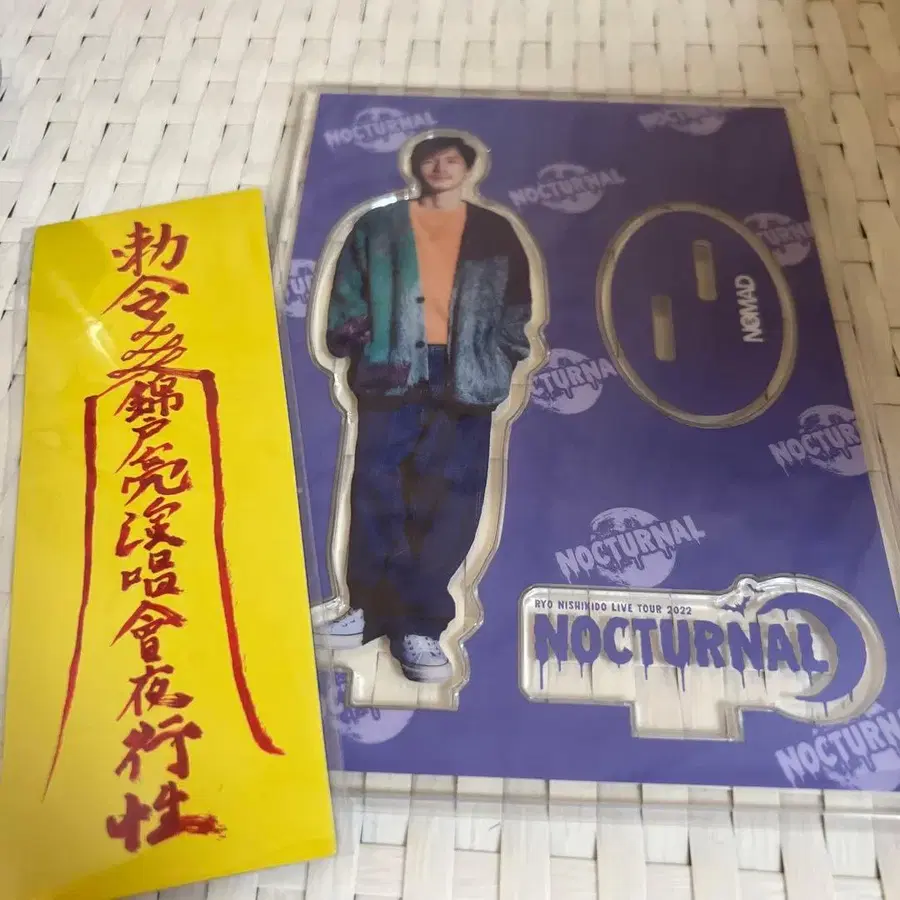 勅令
錦戸亮演唱會夜行性
NOCTURNAL
NOCTURNAL
NOCTURNAL
NOMAD
NOCTURNAL
NOCTURNAL
RYO NISHIKIDO LIVE TOUR 2022
NOCTURNAL
NOCTURNAL